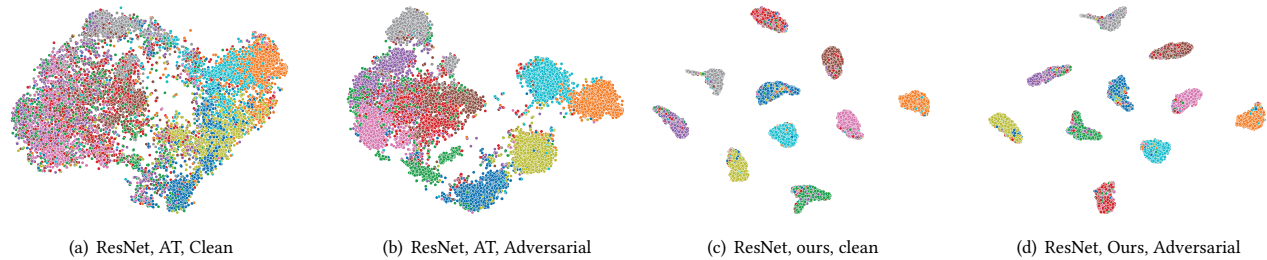 (a) ResNet, AT, Clean
(b) ResNet, AT, Adversarial
(c) ResNet, ours, clean
(d) ResNet, Ours, Adversarial